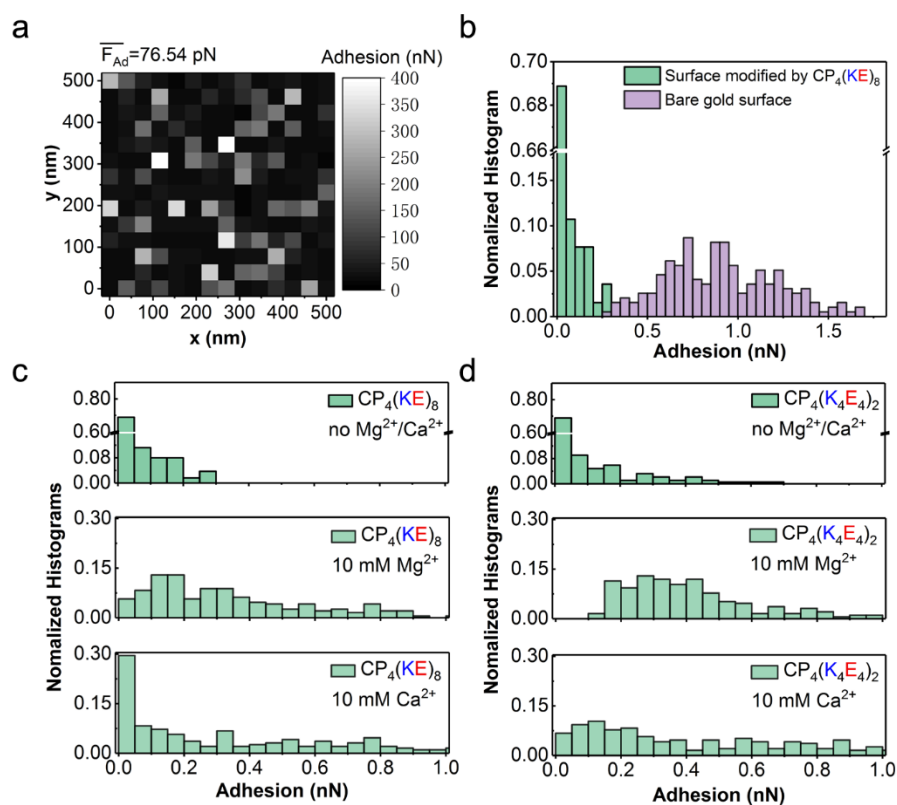 a
F_Ad=76.54 pN
Adhesion (nN)
500
400
300
200
100
0
y (nm)
0 100 200 300 400 500
x (nm)
400
350
300
250
200
150
100
50
0
b
Surface modified by CP₄(KE)₈
Bare gold surface
0.70
0.68
0.66
0.15
0.10
0.05
0.00
Nomalized Histogram
0.0 0.5 1.0 1.5
Adhesion (nN)
c
CP₄(KE)₈
no Mg²⁺/Ca²⁺
0.80
0.60
0.08
0.00
CP₄(KE)₈
10 mM Mg²⁺
0.30
0.15
0.00
CP₄(KE)₈
10 mM Ca²⁺
0.30
0.15
0.00
Nomalized Histograms
0.0 0.2 0.4 0.6 0.8 1.0
Adhesion (nN)
d
CP₄(K₄E₄)₂
no Mg²⁺/Ca²⁺
0.80
0.60
0.08
0.00
CP₄(K₄E₄)₂
10 mM Mg²⁺
0.30
0.15
0.00
CP₄(K₄E₄)₂
10 mM Ca²⁺
0.30
0.15
0.00
Nomalized Histograms
0.0 0.2 0.4 0.6 0.8 1.0
Adhesion (nN)